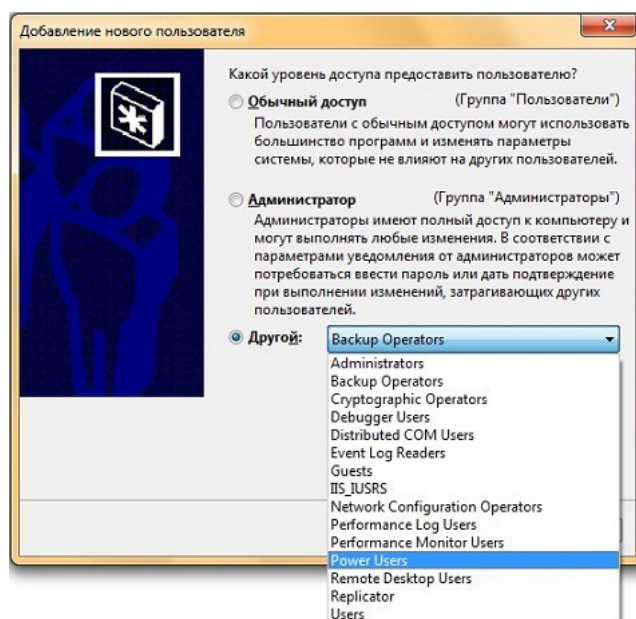 Добавление нового пользователя
Какой уровень доступа предоставить пользователю?
Обычный доступ (Группа "Пользователи")
Пользователи с обычным доступом могут использовать
большинство программ и изменять параметры
системы, которые не влияют на других пользователей.
Администратор (Группа "Администраторы")
Администраторы имеют полный доступ к компьютеру и
могут выполнять любые изменения. В соответствии с
параметрами уведомления от администраторов может
потребоваться ввести пароль или дать подтверждение
при выполнении изменений, затрагивающих других
пользователей.
Другой: Backup Operators
Administrators
Backup Operators
Cryptographic Operators
Debugger Users
Distributed COM Users
Event Log Readers
Guests
IIS_IUSRS
Network Configuration Operators
Performance Log Users
Performance Monitor Users
Power Users
Remote Desktop Users
Replicator
Users